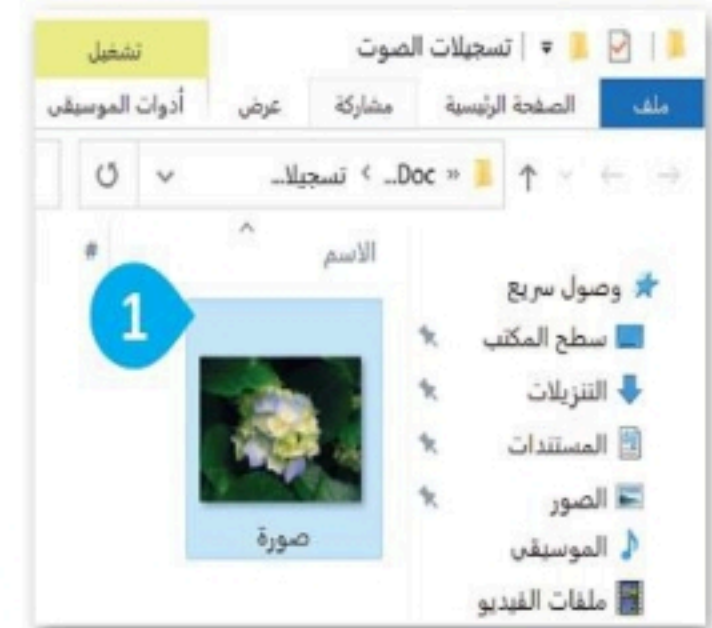 تسجيلات الصوت تشغيل
ملف الصفحة الرئيسية مشاركة عرض أدوات الموسيقى
« Doc... › تسجيلا...
الاسم #
1
وصول سريع
سطح المكتب
التنزيلات
المستندات
الصور
الموسيقى
ملفات الفيديو
صورة